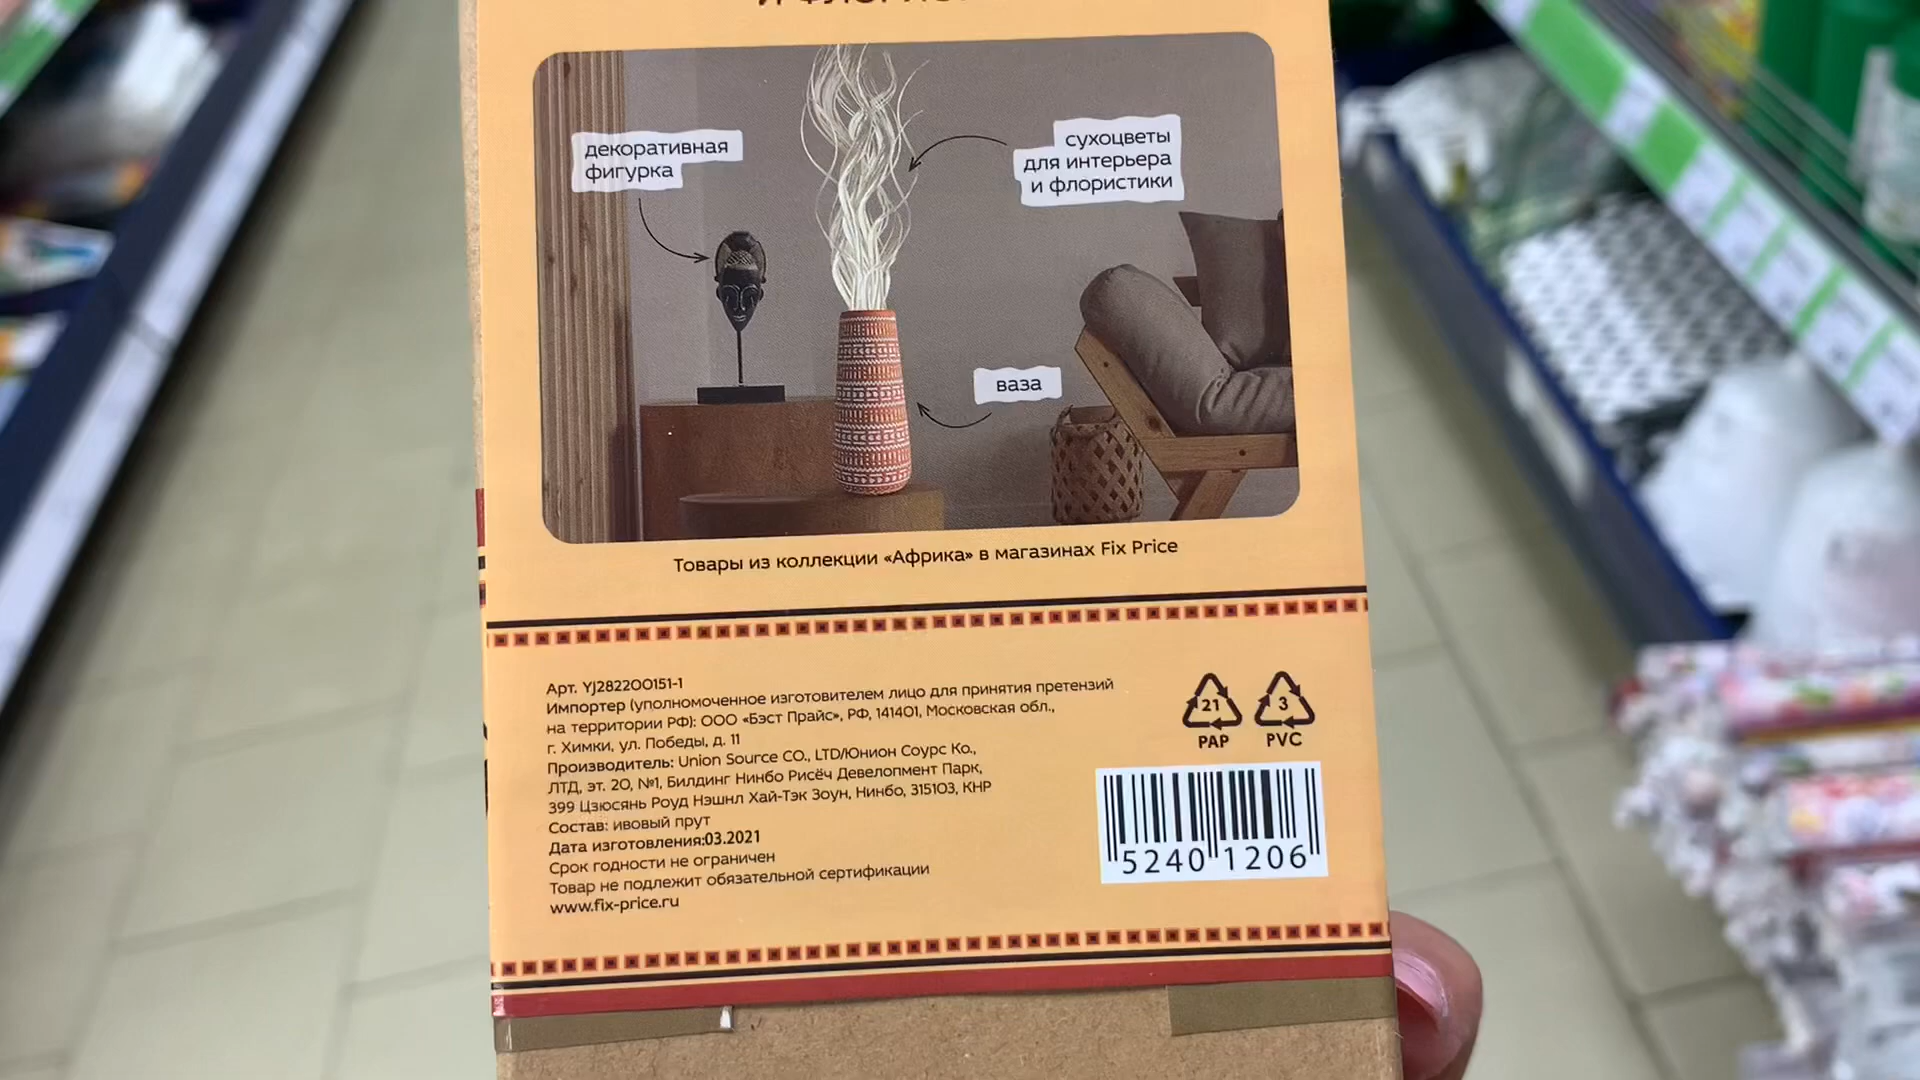 декоративная
фигурка
сухоцветы
для интерьера
и флористики
ваза
Товары из коллекции «Африка» в магазинах Fix Price
Арт. YJ282200151-1
Импортер (уполномоченное изготовителем лицо для принятия претензий
на территории РФ): ООО «Бэст Прайс», РФ, 141401, Московская обл.,
г. Химки, ул. Победы, д. 11
Производитель: Union Source CO., LTD/Юнион Соурс Ко.,
ЛТД, эт. 20, №1, Билдинг Нинбо Рисёч Девелопмент Парк,
399 Цзюсянь Роуд Нэшнл Хай-Тэк Зоун, Нинбо, 315103, КНР
Состав: ивовый прут
Дата изготовления:03.2021
Срок годности не ограничен
Товар не подлежит обязательной сертификации
www.fix-price.ru
21
PAP
3
PVC
5240 1206